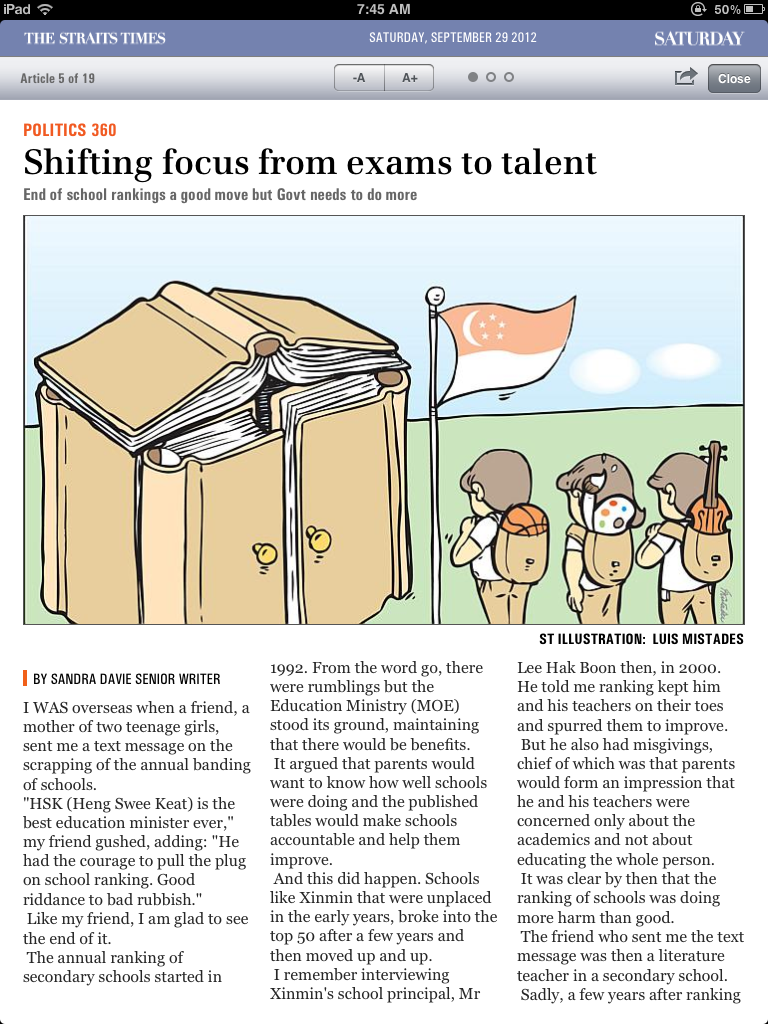 iPad
7:45 AM
50%
THE STRAITS TIMES
SATURDAY, SEPTEMBER 29 2012
SATURDAY
Article 5 of 19
-A
A+
Close
POLITICS 360
Shifting focus from exams to talent
End of school rankings a good move but Govt needs to do more
ST ILLUSTRATION: LUIS MISTADES
BY SANDRA DAVIE SENIOR WRITER
I WAS overseas when a friend, a
mother of two teenage girls,
sent me a text message on the
scrapping of the annual banding
of schools.
"HSK (Heng Swee Keat) is the
best education minister ever,"
my friend gushed, adding: "He
had the courage to pull the plug
on school ranking. Good
riddance to bad rubbish."
Like my friend, I am glad to see
the end of it.
The annual ranking of
secondary schools started in
1992. From the word go, there
were rumblings but the
Education Ministry (MOE)
stood its ground, maintaining
that there would be benefits.
It argued that parents would
want to know how well schools
were doing and the published
tables would make schools
accountable and help them
improve.
And this did happen. Schools
like Xinmin that were unplaced
in the early years, broke into the
top 50 after a few years and
then moved up and up.
I remember interviewing
Xinmin's school principal, Mr
Lee Hak Boon then, in 2000.
He told me ranking kept him
and his teachers on their toes
and spurred them to improve.
But he also had misgivings,
chief of which was that parents
would form an impression that
he and his teachers were
concerned only about the
academics and not about
educating the whole person.
It was clear by then that the
ranking of schools was doing
more harm than good.
The friend who sent me the text
message was then a literature
teacher in a secondary school.
Sadly, a few years after ranking